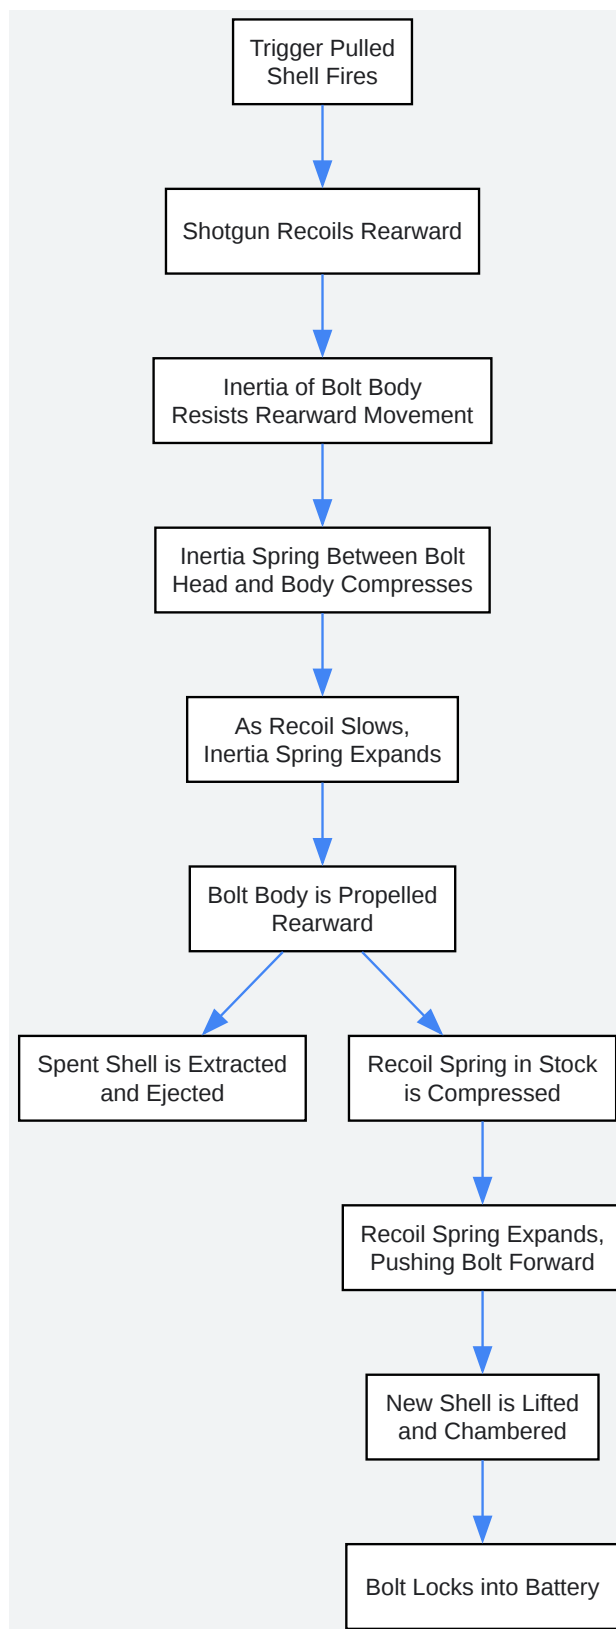 Trigger Pulled
Shell Fires
Shotgun Recoils Rearward
Inertia of Bolt Body
Resists Rearward Movement
Inertia Spring Between Bolt
Head and Body Compresses
As Recoil Slows,
Inertia Spring Expands
Bolt Body is Propelled
Rearward
Spent Shell is Extracted
and Ejected
Recoil Spring in Stock
is Compressed
Recoil Spring Expands,
Pushing Bolt Forward
New Shell is Lifted
and Chambered
Bolt Locks into Battery